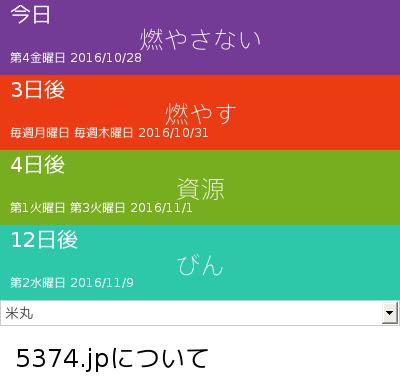 今日
燃やさない
第4金曜日 2016/10/28
3日後
燃やす
毎週月曜日 毎週木曜日 2016/10/31
4日後
資源
第1火曜日 第3火曜日 2016/11/1
12日後
びん
第2水曜日 2016/11/9
米丸
5374.jpについて